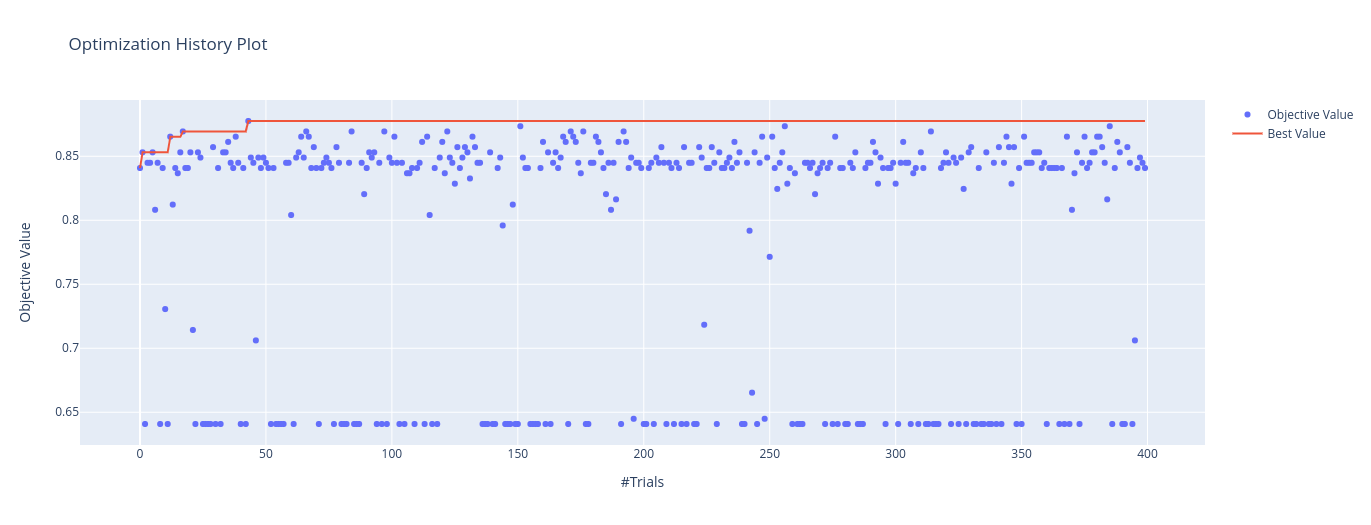 Optimization History Plot
Objective Value
Best Value
0.85
0.8
0.75
0.7
0.65
Objective Value
0
50
100
150
200
250
300
350
400
#Trials